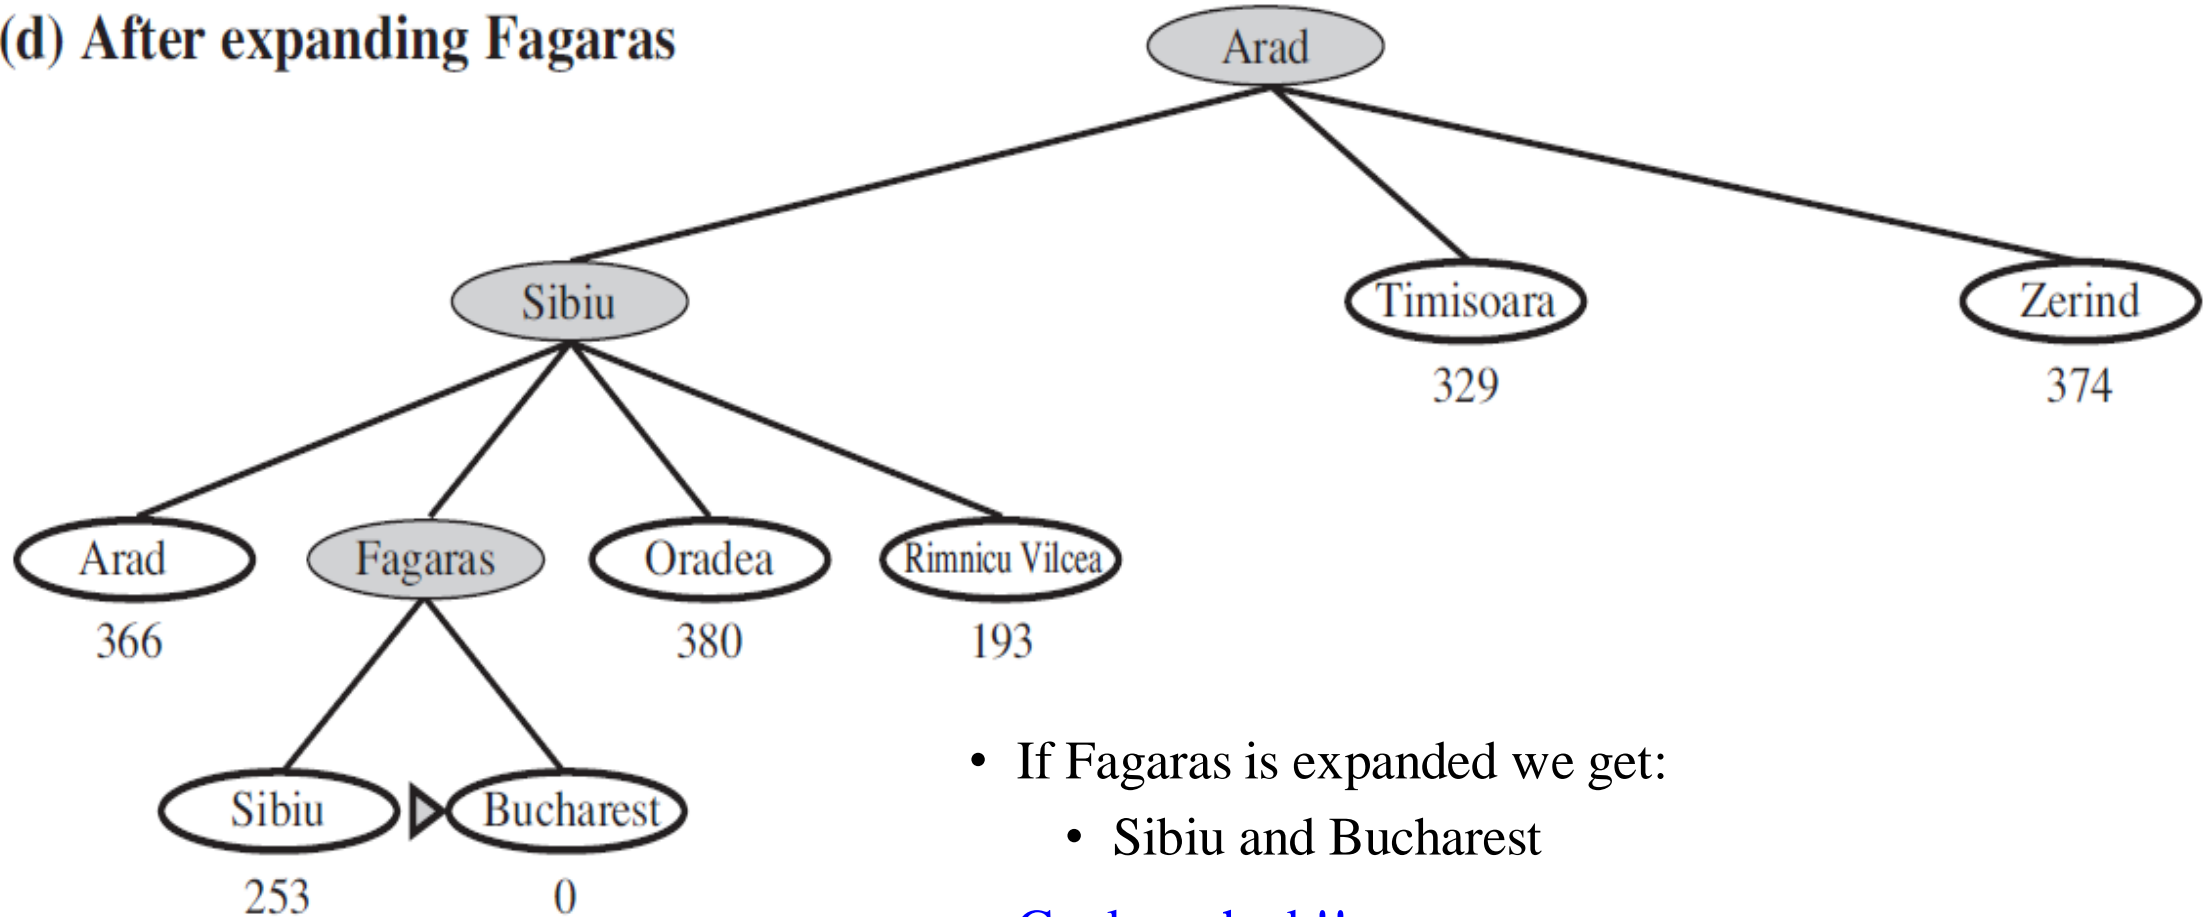 (d) After expanding Fagaras
Arad
Sibiu
Timisoara
Zerind
329
374
Arad
Fagaras
Oradea
Rimnicu Vilcea
366
380
193
• If Fagaras is expanded we get:
Sibiu
Bucharest
• Sibiu and Bucharest
253
0